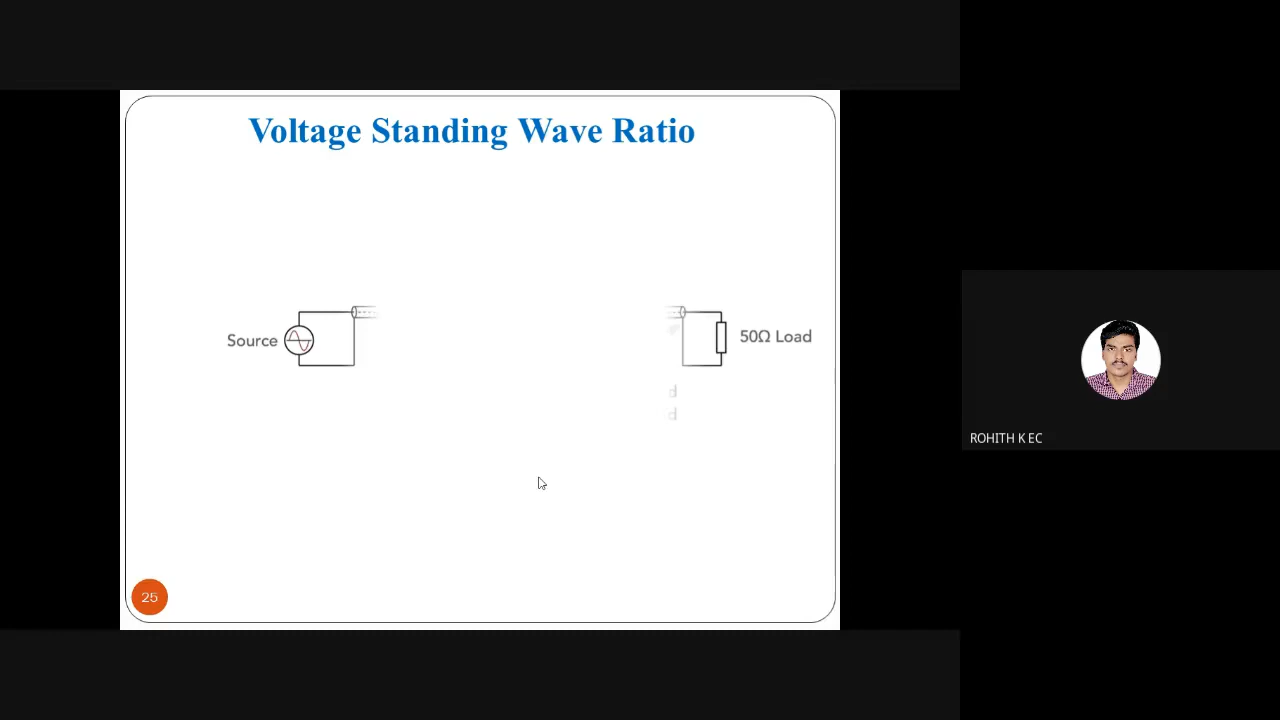 Voltage Standing Wave Ratio
Source
50Ω Load
d
d
25
ROHITH K EC